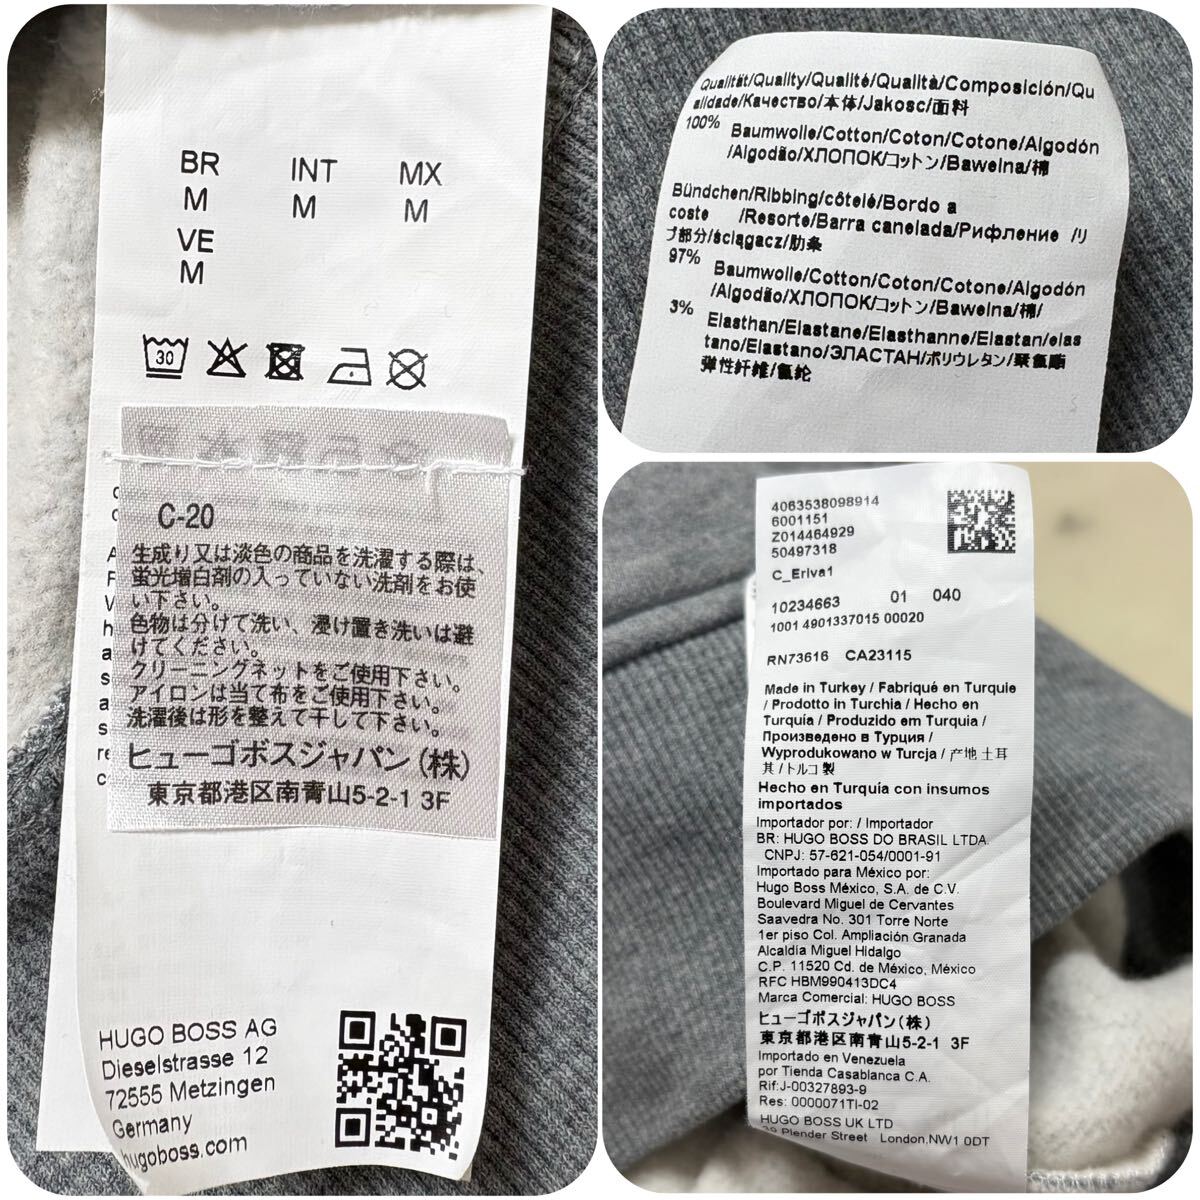 BR INT MX
M M M
VE
M
30
C-20
生成り又は淡色の商品を洗濯する際は、
蛍光増白剤の入っていない洗剤をお使
い下さい。
色物は分けて洗い、浸け置き洗いは避
けてください。
クリーニングネットをご使用下さい。
アイロンは当て布をご使用下さい。
洗濯後は形を整えて干して下さい。
ヒューゴボスジャパン(株)
東京都港区南青山5-2-1 3F
HUGO BOSS AG
Dieselstrasse 12
72555 Metzingen
Germany
hugoboss.com
Qualität/Quality/Qualité/Qualità/Composición/Qu
alidade/Качество/本体/Jakosc/面料
100% Baumwolle/Cotton/Coton/Cotone/Algodón
/Algodão/ХЛОПОК/コットン/Bawelna/棉
Bündchen/Ribbing/côtelé/Bordo a
coste /Resorte/Barra canelada/Рифление /リ
ブ部分/ściągacz/肋条
97% Baumwolle/Cotton/Coton/Cotone/Algodón
/Algodão/ХЛОПОК/コットン/Bawelna/棉/
3% Elasthan/Elastane/Elasthanne/Elastan/elas
tano/Elastano/ЭЛАСТАН/ポリウレタン/聚氨酯
弹性纤维/氨纶
4063538098914
6001151
Z014464929
50497318
C_Eriva1
10234663 01 040
1001 4901337015 00020
RN73616 CA23115
Made in Turkey / Fabriqué en Turquie
/ Prodotto in Turchia / Hecho en
Turquía / Produzido em Turquia /
Произведено в Турция /
Wyprodukowano w Turcja / 产地 土耳
其 / トルコ 製
Hecho en Turquía con insumos
importados
Importador por: / Importador
BR: HUGO BOSS DO BRASIL LTDA.
CNPJ: 57-621-054/0001-91
Importado para México por:
Hugo Boss México, S.A. de C.V.
Boulevard Miguel de Cervantes
Saavedra No. 301 Torre Norte
1er piso Col. Ampliación Granada
Alcaldía Miguel Hidalgo
C.P. 11520 Cd. de México, México
RFC HBM990413DC4
Marca Comercial: HUGO BOSS
ヒューゴボスジャパン(株)
東京都港区南青山5-2-1 3F
Importado en Venezuela
por Tienda Casablanca C.A.
Rif:J-00327893-9
Res: 0000071TI-02
HUGO BOSS UK LTD
39 Plender Street London,NW1 0DT